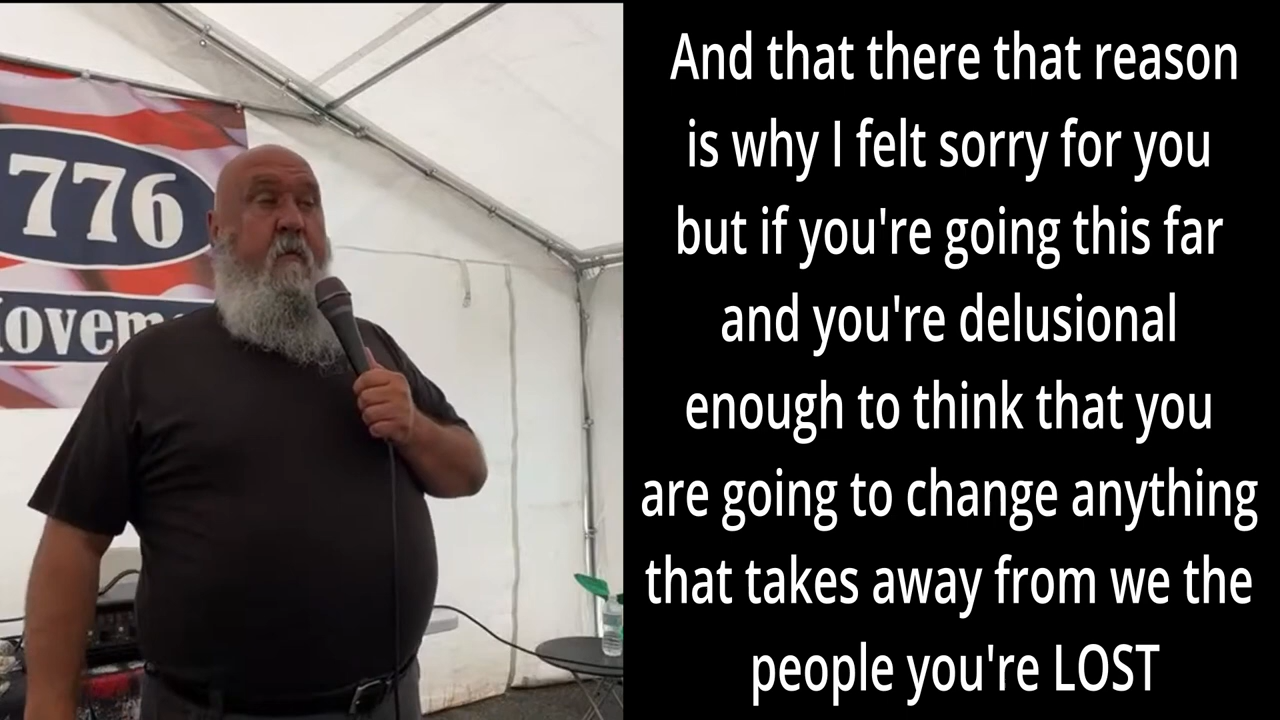 776
Movem
And that there that reason
is why I felt sorry for you
but if you're going this far
and you're delusional
enough to think that you
are going to change anything
that takes away from we the
people you're LOST